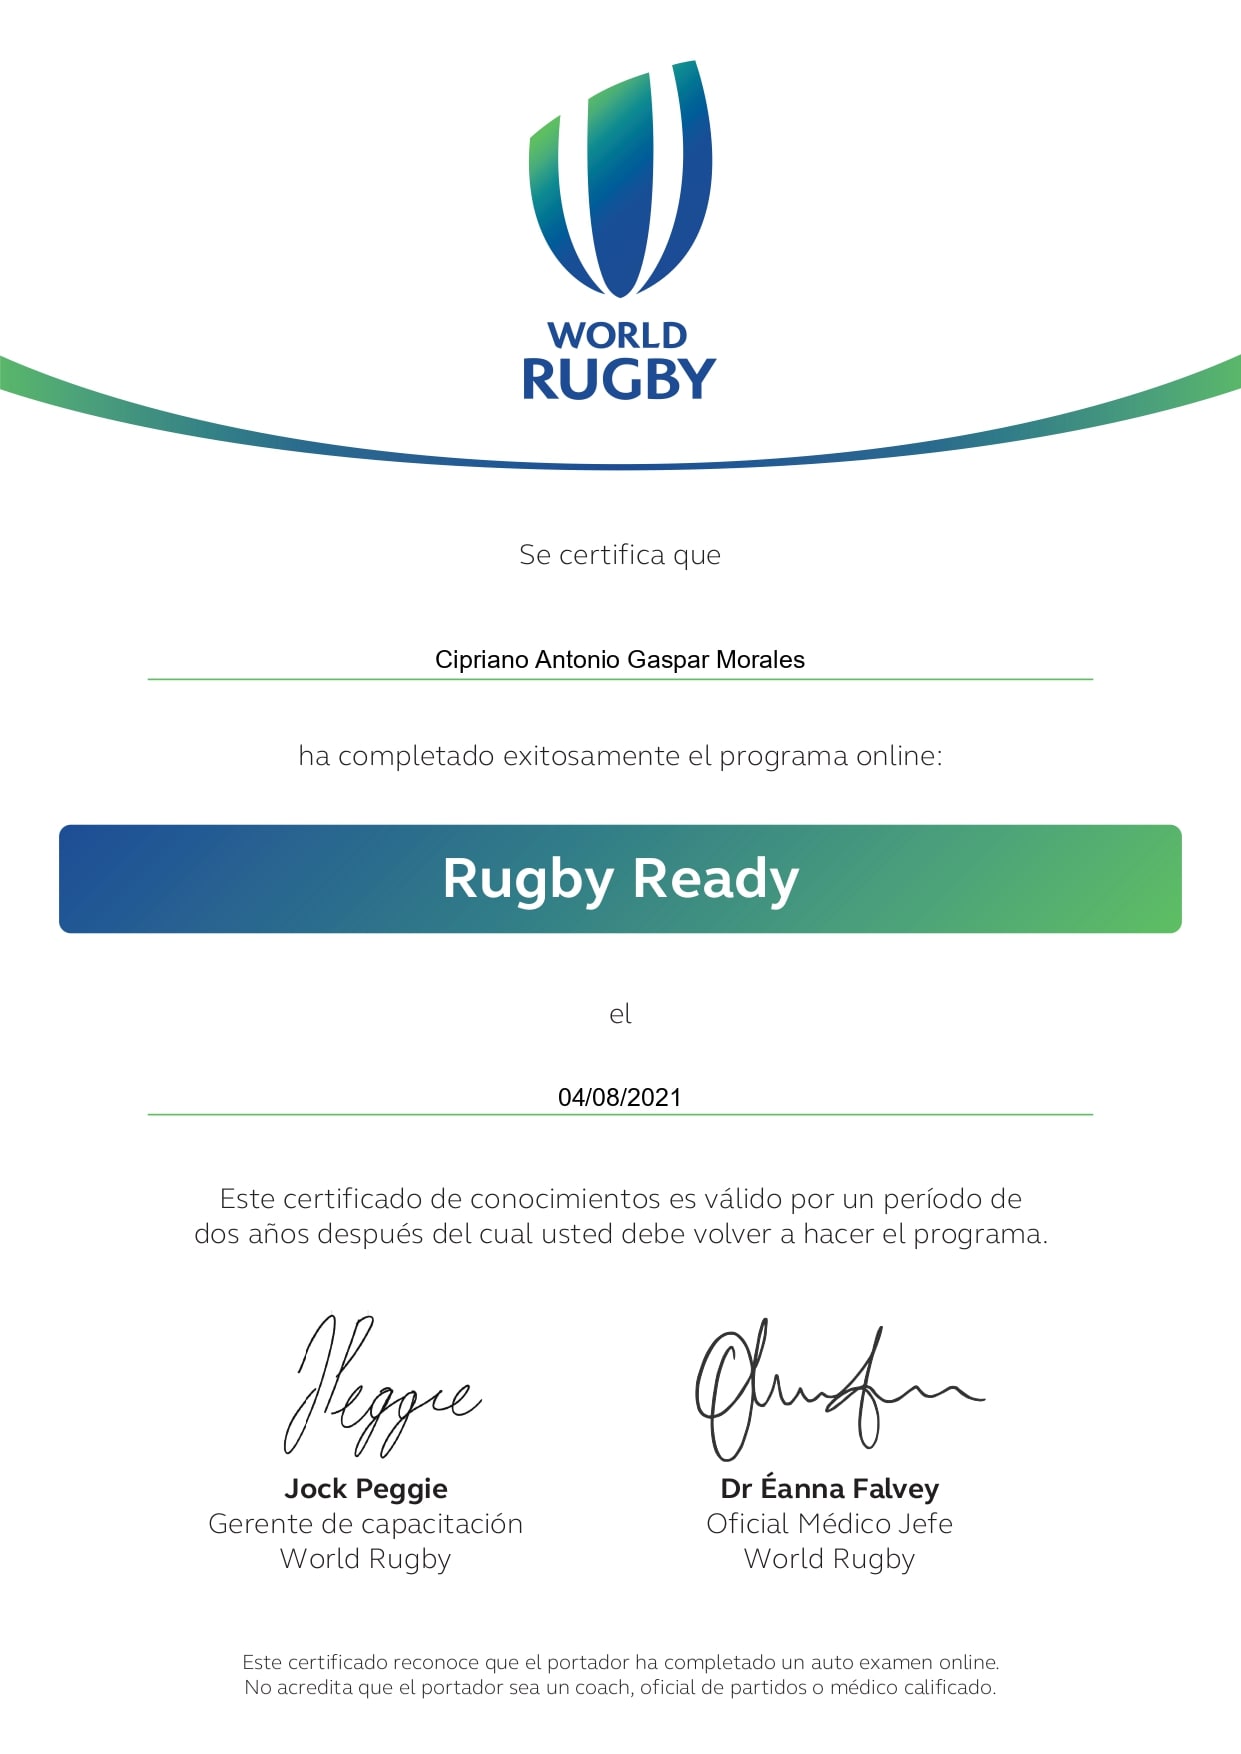 WORLD
RUGBY
Se certifica que
Cipriano Antonio Gaspar Morales
ha completado exitosamente el programa online:
Rugby Ready
el
04/08/2021
Este certificado de conocimientos es válido por un período de
dos años después del cual usted debe volver a hacer el programa.
JPeggie
Jock Peggie
Gerente de capacitación
World Rugby
Dr Éanna Falvey
Oficial Médico Jefe
World Rugby
Este certificado reconoce que el portador ha completado un auto examen online.
No acredita que el portador sea un coach, oficial de partidos o médico calificado.